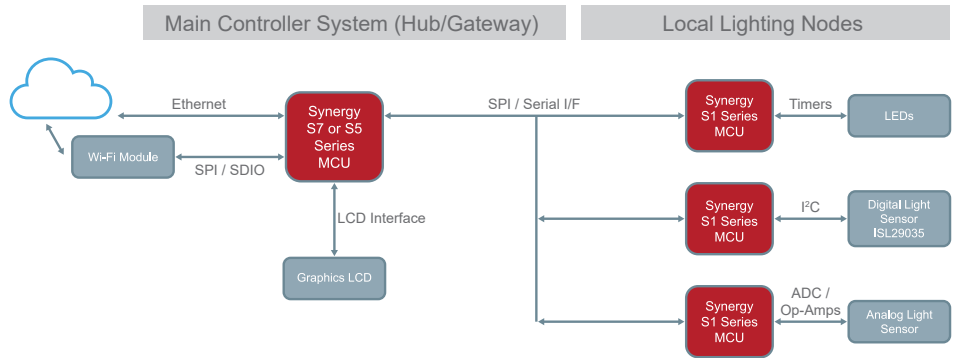 Main Controller System (Hub/Gateway)
Local Lighting Nodes
Ethernet
Wi-Fi Module
SPI / SDIO
Synergy
S7 or S5
Series
MCU
LCD Interface
Graphics LCD
SPI / Serial I/F
Synergy
S1 Series
MCU
Timers
LEDs
Synergy
S1 Series
MCU
I²C
Digital Light
Sensor
ISL29035
Synergy
S1 Series
MCU
ADC /
Op-Amps
Analog Light
Sensor